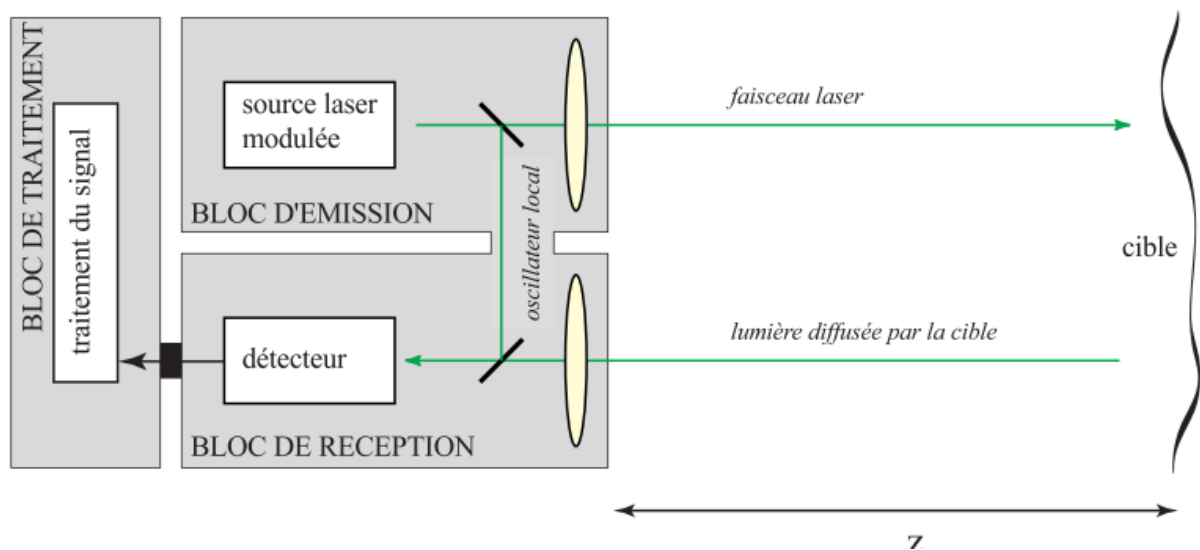 BLOC DE TRAITEMENT
traitement du signal
source laser
modulée
BLOC D'EMISSION
oscillateur local
faisceau laser
cible
lumière diffusée par la cible
détecteur
BLOC DE RECEPTION
z